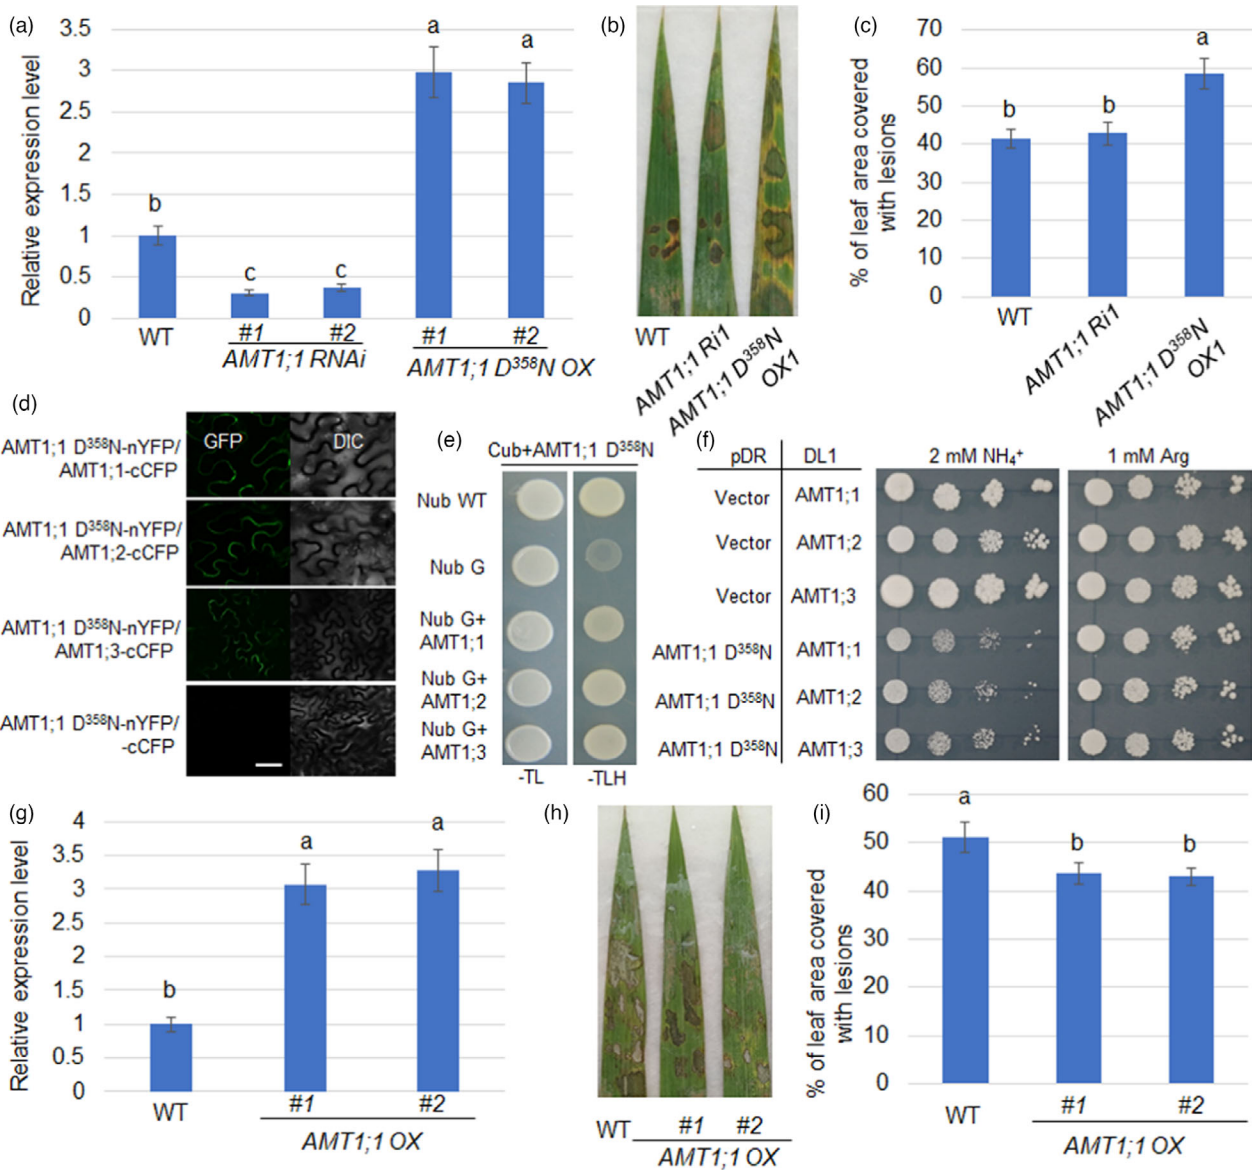 (a)
Relative expression level
3.5
3
2.5
2
1.5
1
0.5
0
a
a
b
c
c
WT
#1
#2
#1
#2
AMT1;1 RNAi
AMT1;1 D³⁵⁸N OX
(b)
WT
AMT1;1 Ri1
AMT1;1 D³⁵⁸N
OX1
(c)
% of leaf area covered
with lesions
70
60
50
40
30
20
10
0
b
b
a
WT
AMT1;1 Ri1
AMT1;1 D³⁵⁸N
OX1
(d)
GFP
DIC
AMT1;1 D³⁵⁸N-nYFP/
AMT1;1-cCFP
AMT1;1 D³⁵⁸N-nYFP/
AMT1;2-cCFP
AMT1;1 D³⁵⁸N-nYFP/
AMT1;3-cCFP
AMT1;1 D³⁵⁸N-nYFP/
-cCFP
(e)
Cub+AMT1;1 D³⁵⁸N
Nub WT
Nub G
Nub G+
AMT1;1
Nub G+
AMT1;2
Nub G+
AMT1;3
-TL
-TLH
(f)
pDR
DL1
2 mM NH₄⁺
1 mM Arg
Vector
AMT1;1
Vector
AMT1;2
Vector
AMT1;3
AMT1;1 D³⁵⁸N
AMT1;1
AMT1;1 D³⁵⁸N
AMT1;2
AMT1;1 D³⁵⁸N
AMT1;3
(g)
Relative expression level
4
3.5
3
2.5
2
1.5
1
0.5
0
b
a
a
WT
#1
#2
AMT1;1 OX
(h)
WT
#1
#2
AMT1;1 OX
(i)
% of leaf area covered
with lesions
60
50
40
30
20
10
0
a
b
b
WT
#1
#2
AMT1;1 OX